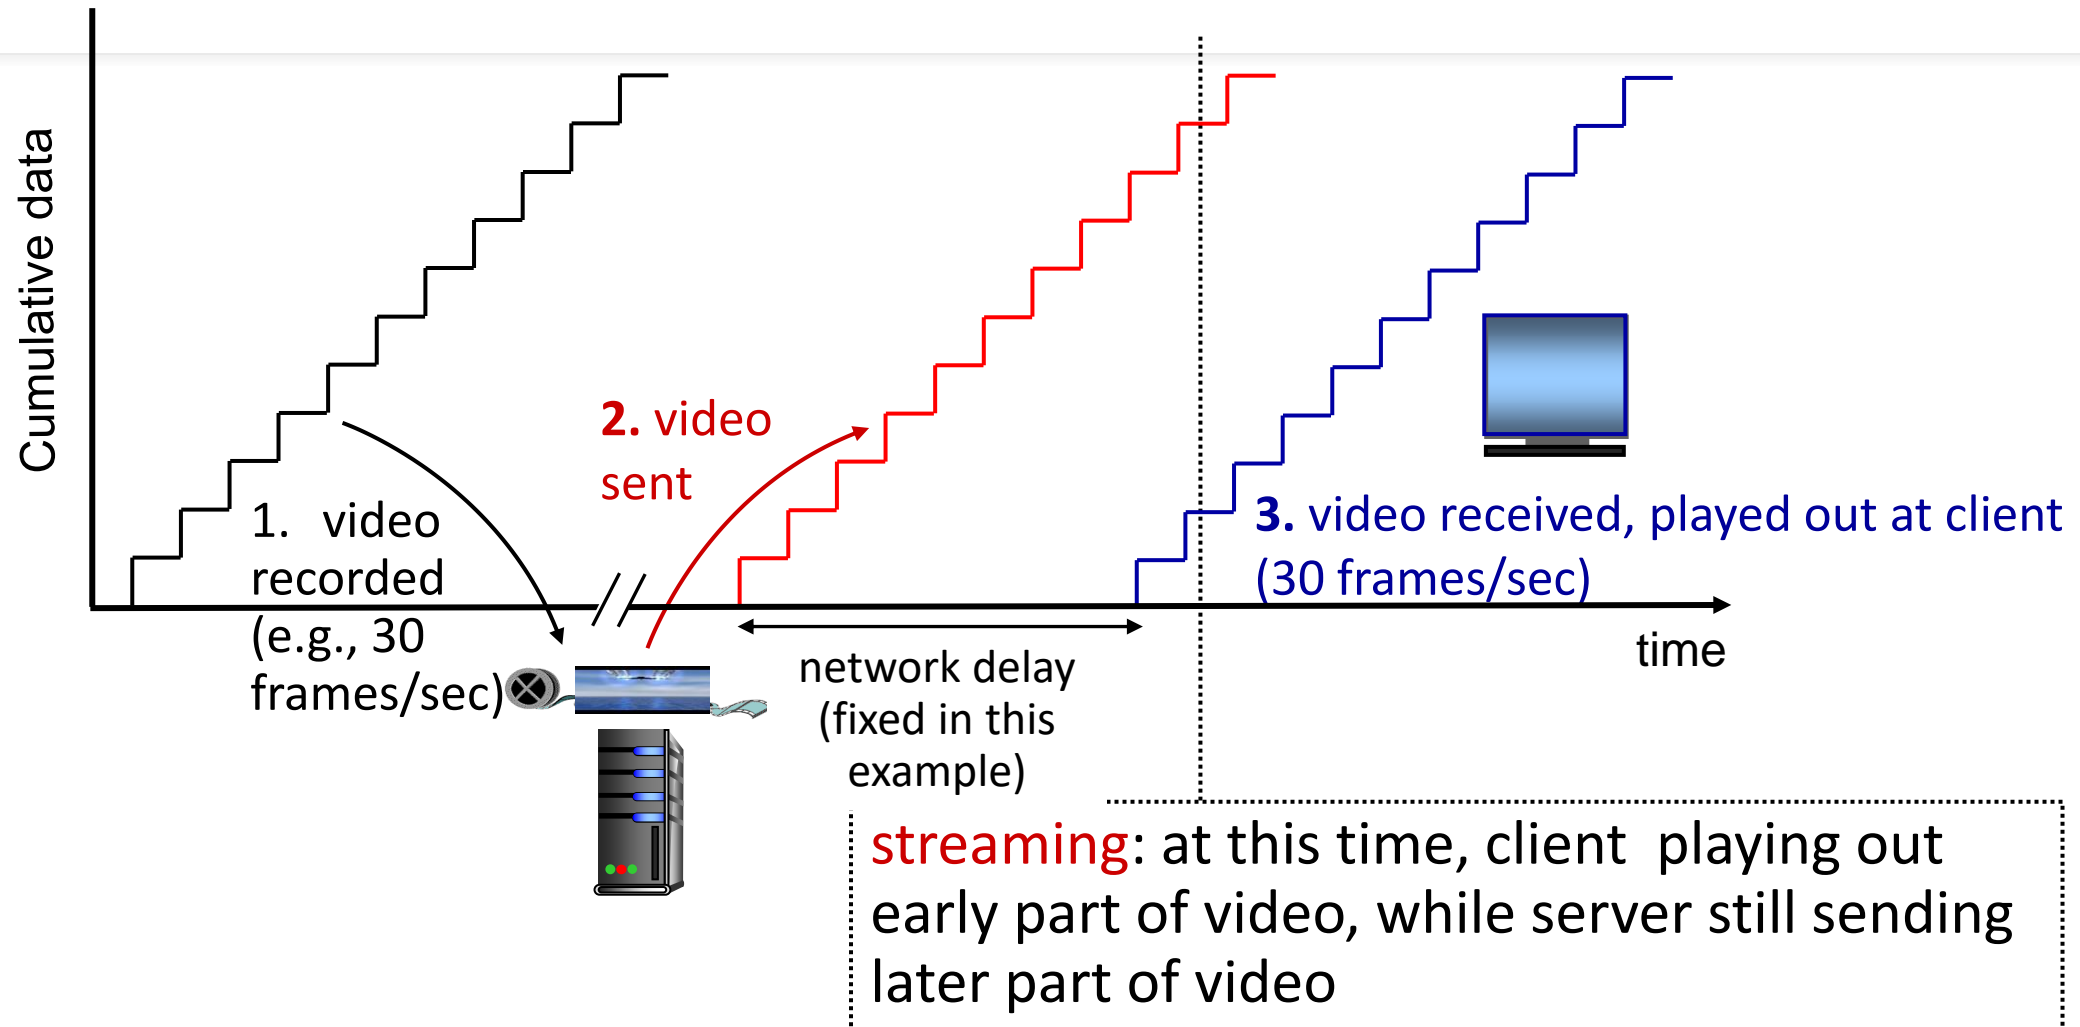 Cumulative data
1. video
recorded
(e.g., 30
frames/sec)
2. video
sent
3. video received, played out at client
(30 frames/sec)
time
network delay
(fixed in this
example)
streaming: at this time, client playing out
early part of video, while server still sending
later part of video